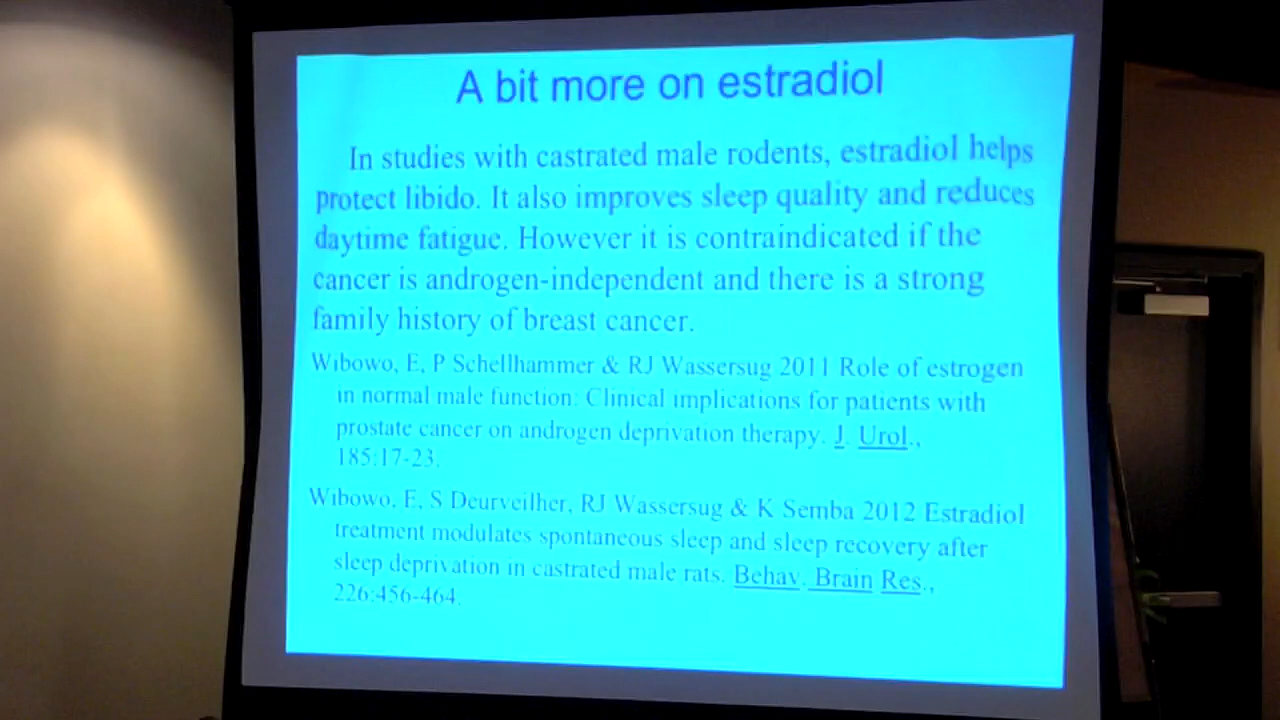 A bit more on estradiol
In studies with castrated male rodents, estradiol helps
protect libido. It also improves sleep quality and reduces
daytime fatigue. However it is contraindicated if the
cancer is androgen-independent and there is a strong
family history of breast cancer.
Wibowo, E, P Schellhammer & RJ Wassersug 2011 Role of estrogen
in normal male function: Clinical implications for patients with
prostate cancer on androgen deprivation therapy. J. Urol.,
185:17-23.
Wibowo, E, S Deurveilher, RJ Wassersug & K Semba 2012 Estradiol
treatment modulates spontaneous sleep and sleep recovery after
sleep deprivation in castrated male rats. Behav. Brain Res.,
226:456-464.